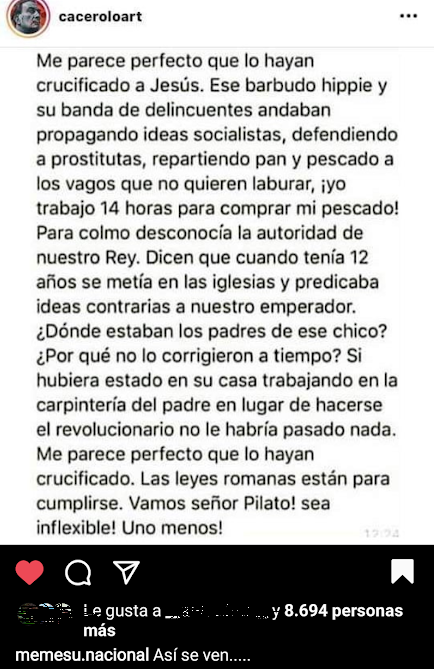 caceroloart
Me parece perfecto que lo hayan
crucificado a Jesús. Ese barbudo hippie y
su banda de delincuentes andaban
propagando ideas socialistas, defendiendo
a prostitutas, repartiendo pan y pescado a
los vagos que no quieren laburar, ¡yo
trabajo 14 horas para comprar mi pescado!
Para colmo desconocía la autoridad de
nuestro Rey. Dicen que cuando tenía 12
años se metía en las iglesias y predicaba
ideas contrarias a nuestro emperador.
¿Dónde estaban los padres de ese chico?
¿Por qué no lo corrigieron a tiempo? Si
hubiera estado en su casa trabajando en la
carpintería del padre en lugar de hacerse
el revolucionario no le habría pasado nada.
Me parece perfecto que lo hayan
crucificado. Las leyes romanas están para
cumplirse. Vamos señor Pilato! sea
inflexible! Uno menos!
12:24
Le gusta a y 8.694 personas
más
memesu.nacional Así se ven.....